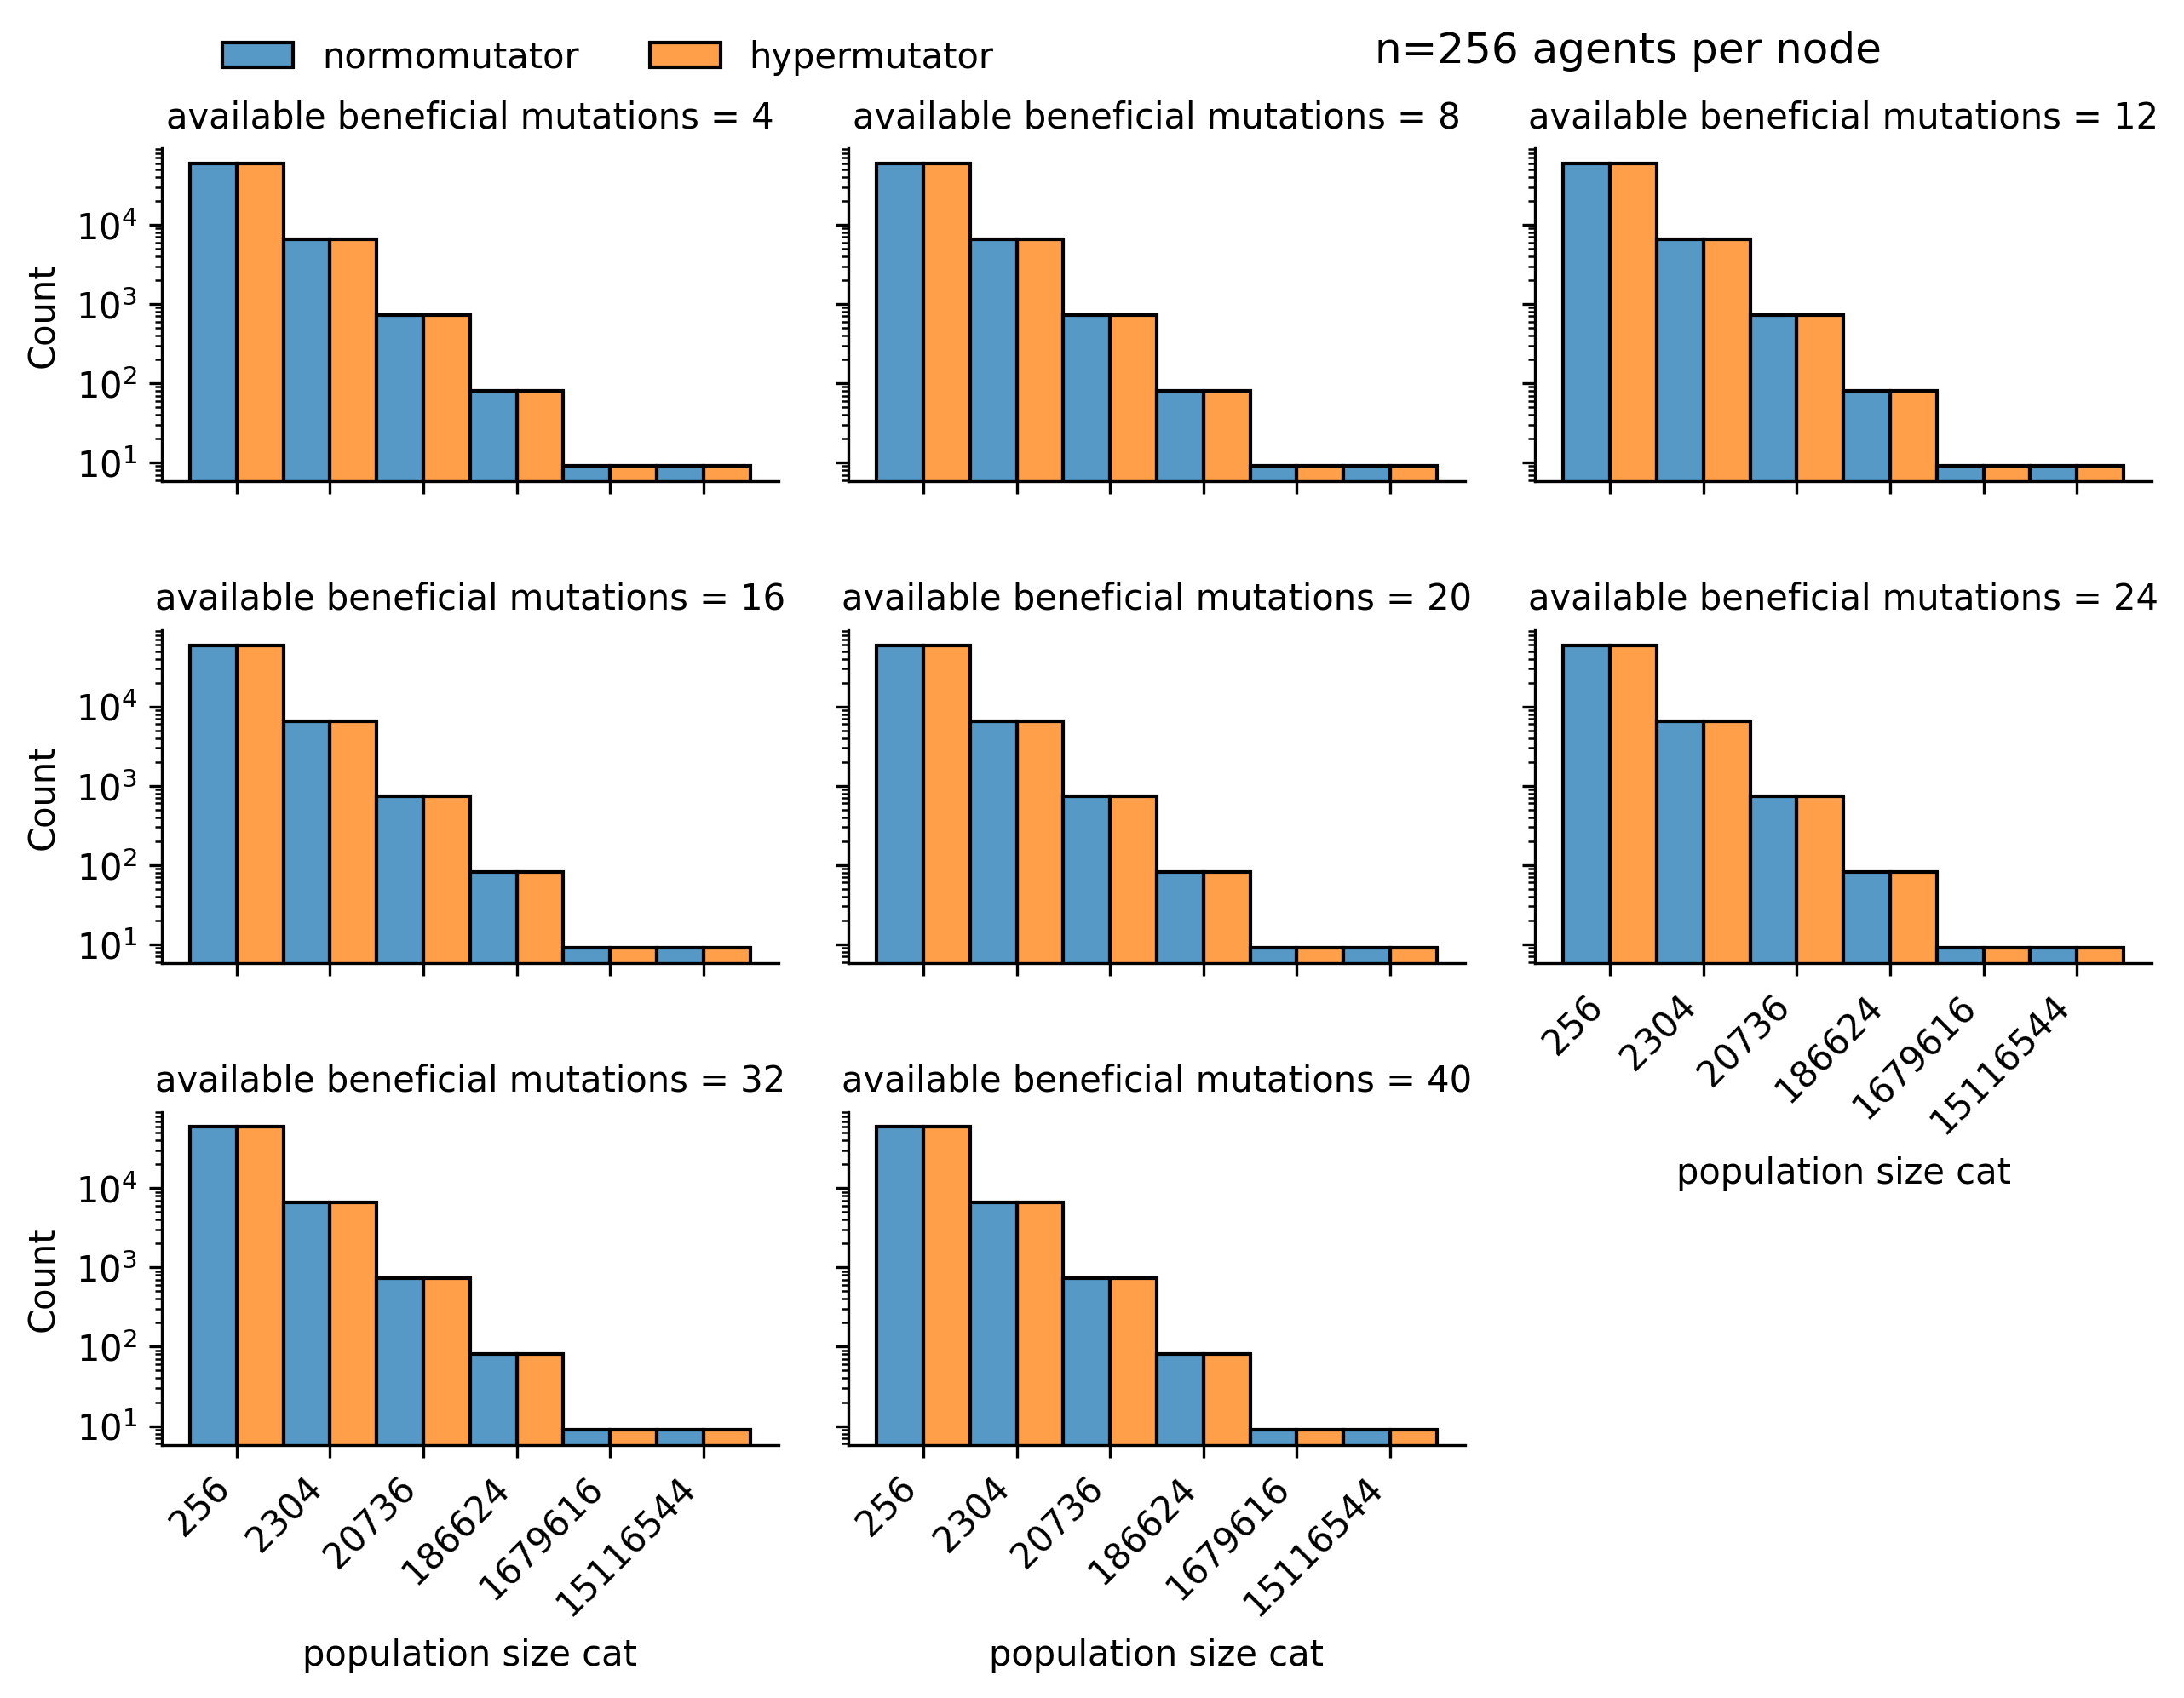 normomutator hypermutator n=256 agents per node
available beneficial mutations = 4
Count
10⁴
10³
10²
10¹
available beneficial mutations = 8
available beneficial mutations = 12
available beneficial mutations = 16
Count
10⁴
10³
10²
10¹
available beneficial mutations = 20
available beneficial mutations = 24
256 2304 20736 186624 1679616 15116544
population size cat
available beneficial mutations = 32
Count
10⁴
10³
10²
10¹
256 2304 20736 186624 1679616 15116544
population size cat
available beneficial mutations = 40
256 2304 20736 186624 1679616 15116544
population size cat